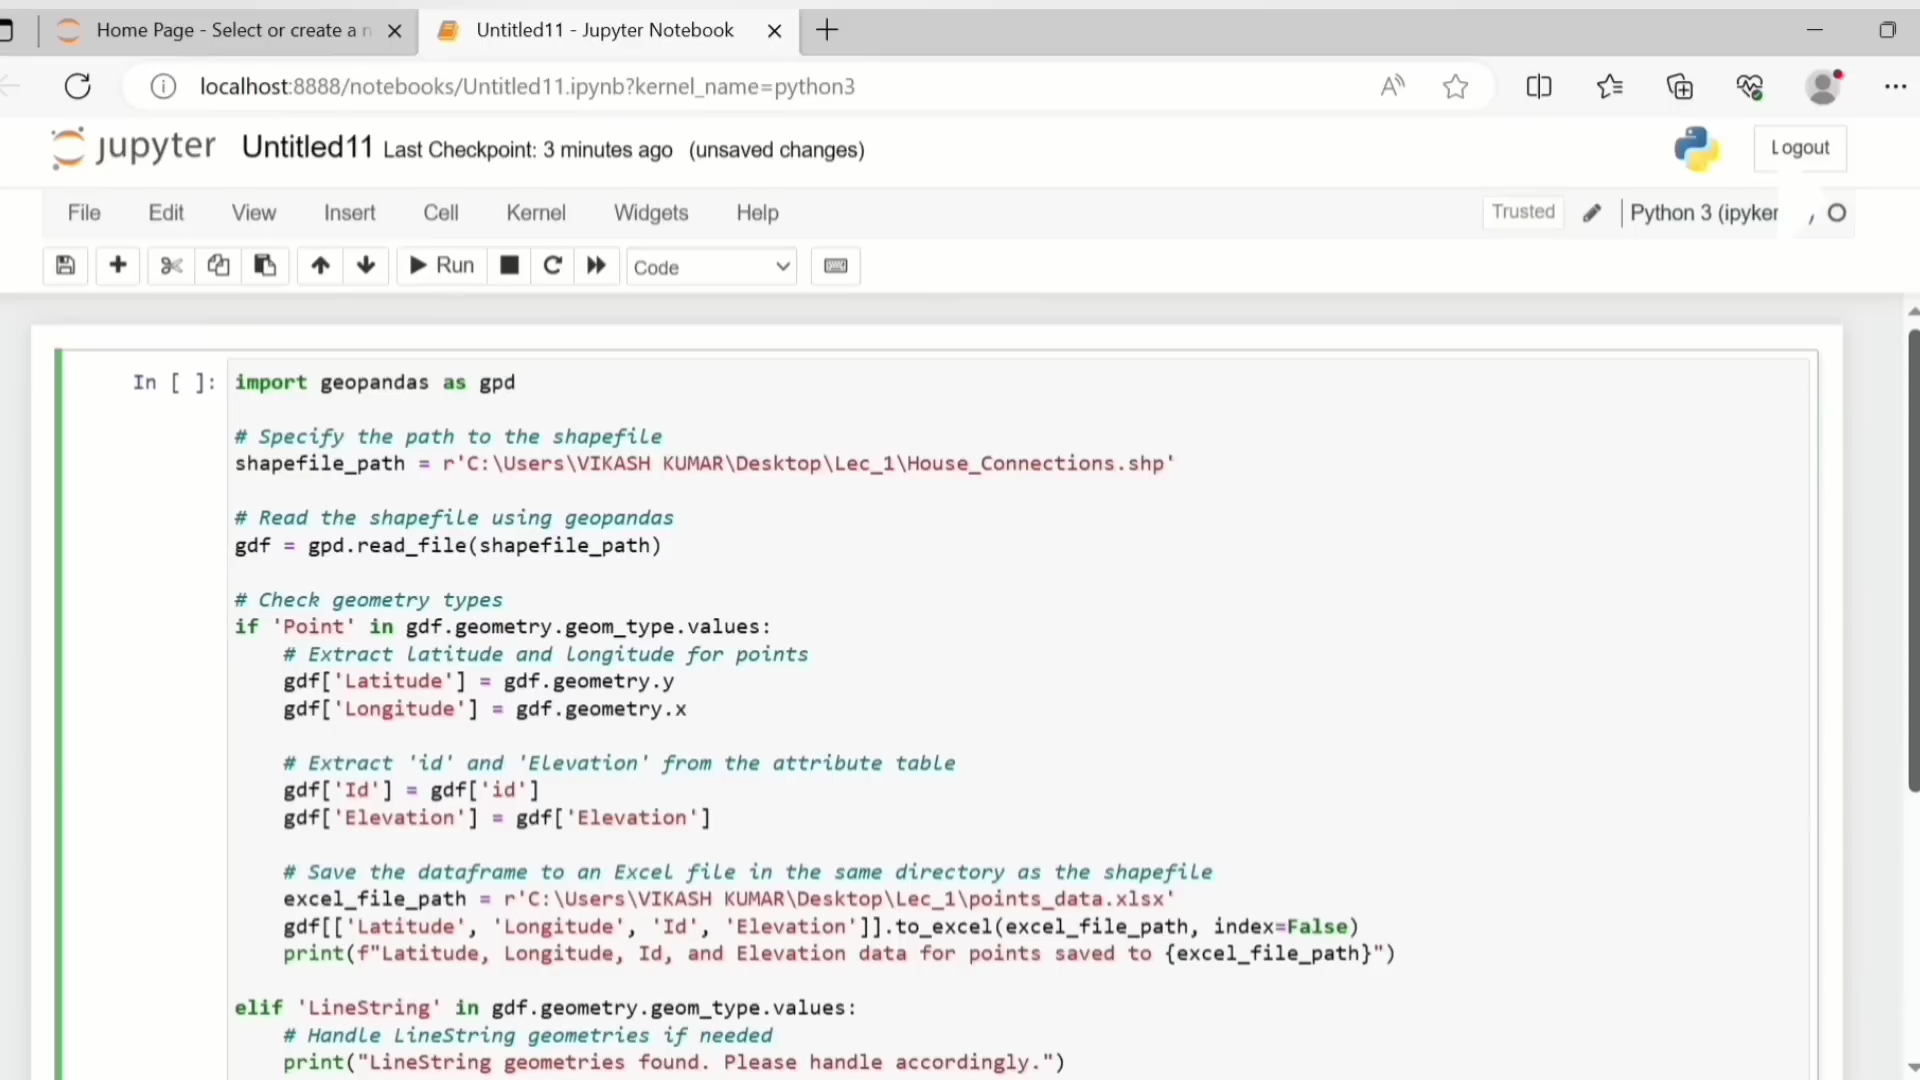 Home Page - Select or create a n
Untitled11 - Jupyter Notebook
localhost:8888/notebooks/Untitled11.ipynb?kernel_name=python3
jupyter Untitled11 Last Checkpoint: 3 minutes ago (unsaved changes)
Logout
File Edit View Insert Cell Kernel Widgets Help
Trusted Python 3 (ipyker
Run Code
In [ ]: import geopandas as gpd
# Specify the path to the shapefile
shapefile_path = r'C:\Users\VIKASH KUMAR\Desktop\Lec_1\House_Connections.shp'
# Read the shapefile using geopandas
gdf = gpd.read_file(shapefile_path)
# Check geometry types
if 'Point' in gdf.geometry.geom_type.values:
# Extract latitude and longitude for points
gdf['Latitude'] = gdf.geometry.y
gdf['Longitude'] = gdf.geometry.x
# Extract 'id' and 'Elevation' from the attribute table
gdf['Id'] = gdf['id']
gdf['Elevation'] = gdf['Elevation']
# Save the dataframe to an Excel file in the same directory as the shapefile
excel_file_path = r'C:\Users\VIKASH KUMAR\Desktop\Lec_1\points_data.xlsx'
gdf[['Latitude', 'Longitude', 'Id', 'Elevation']].to_excel(excel_file_path, index=False)
print(f"Latitude, Longitude, Id, and Elevation data for points saved to {excel_file_path}")
elif 'LineString' in gdf.geometry.geom_type.values:
# Handle LineString geometries if needed
print("LineString geometries found. Please handle accordingly.")